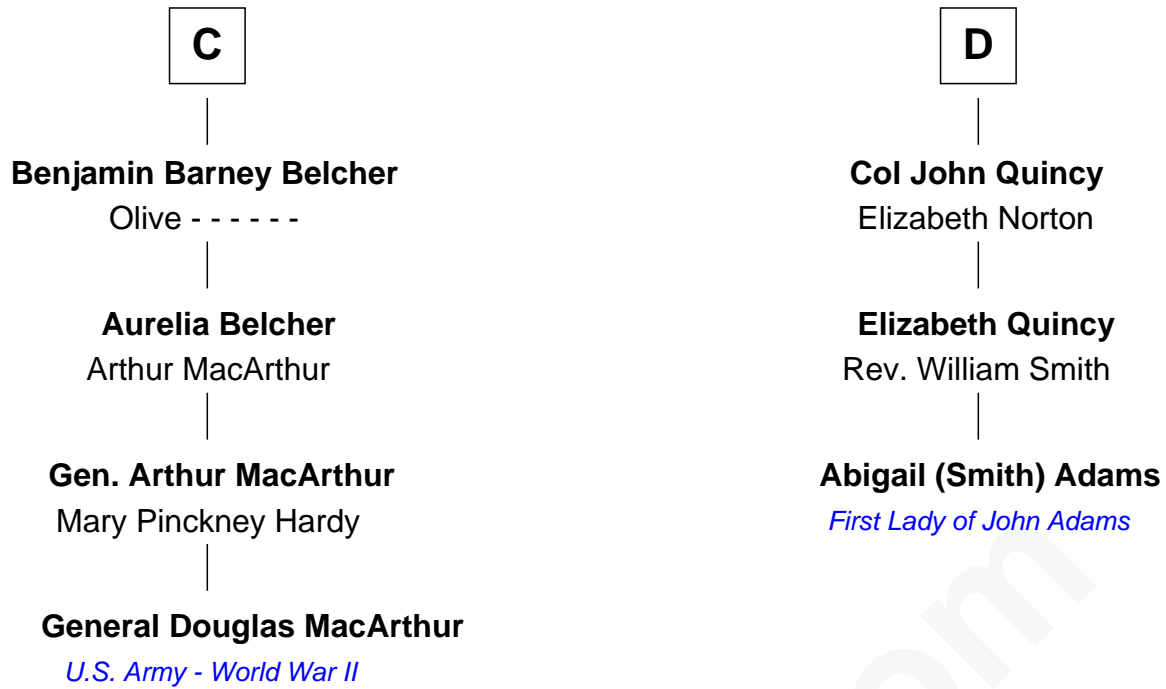 C
Benjamin Barney Belcher
Olive - - - - - -
Aurelia Belcher
Arthur MacArthur
Gen. Arthur MacArthur
Mary Pinckney Hardy
General Douglas MacArthur
U.S. Army - World War II
D
Col John Quincy
Elizabeth Norton
Elizabeth Quincy
Rev. William Smith
Abigail (Smith) Adams
First Lady of John Adams
om